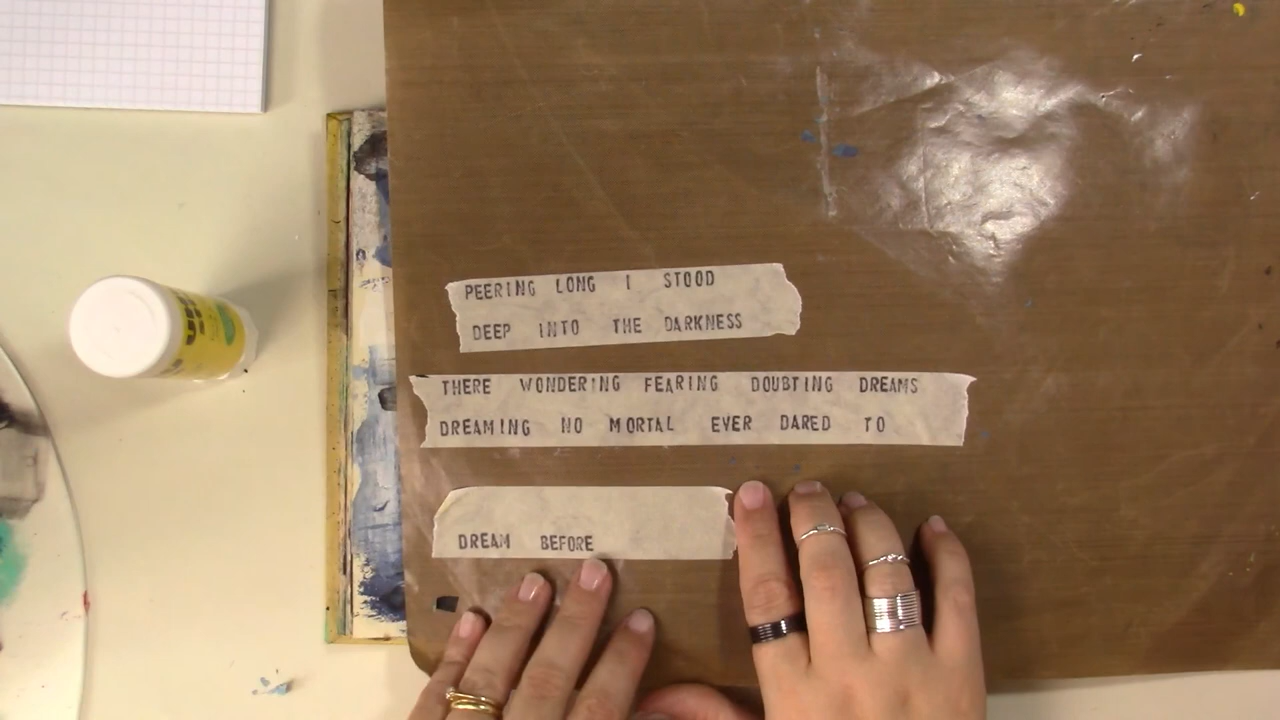 PEERING LONG I STOOD
DEEP INTO THE DARKNESS
THERE WONDERING FEARING DOUBTING DREAMS
DREAMING NO MORTAL EVER DARED TO
DREAM BEFORE
UHU